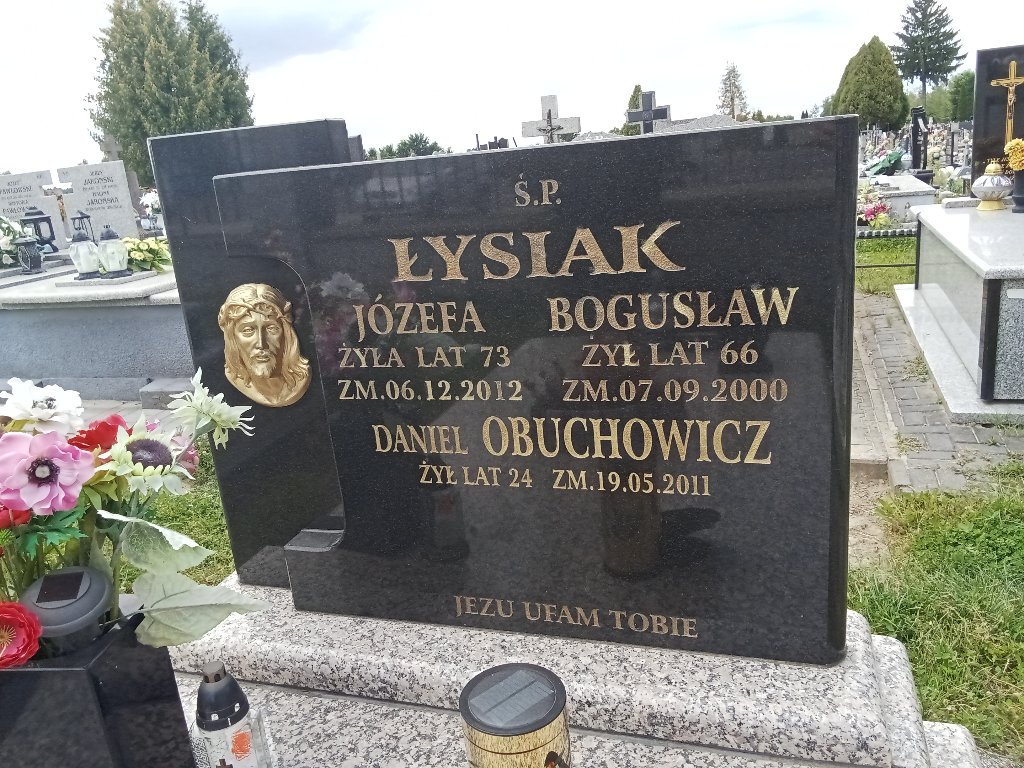 Ś.P.
ŁYSIAK
JÓZEFA BOGUSŁAW
ŻYŁA LAT 73 ŻYŁ LAT 66
ZM.06.12.2012 ZM.07.09.2000
DANIEL OBUCHOWICZ
ŻYŁ LAT 24 ZM.19.05.2011
JEZU UFAM TOBIE